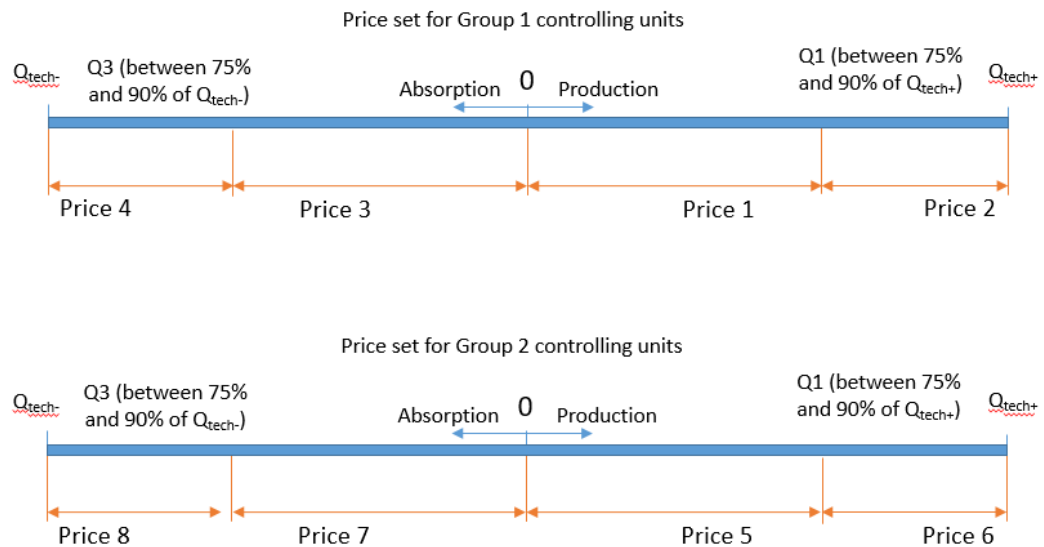 Price set for Group 1 controlling units
Q3 (between 75%
and 90% of Qtech-)
Qtech-
Absorption 0 Production
Q1 (between 75%
and 90% of Qtech+)
Qtech+
Price 4 Price 3 Price 1 Price 2
Price set for Group 2 controlling units
Qtech-
Q3 (between 75%
and 90% of Qtech-)
Absorption 0 Production
Q1 (between 75%
and 90% of Qtech+)
Qtech+
Price 8 Price 7 Price 5 Price 6